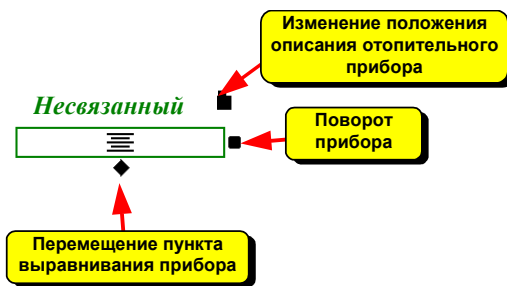 Изменение положения
описания отопительного
прибора
Несвязанный
Поворот
прибора
Перемещение пункта
выравнивания прибора